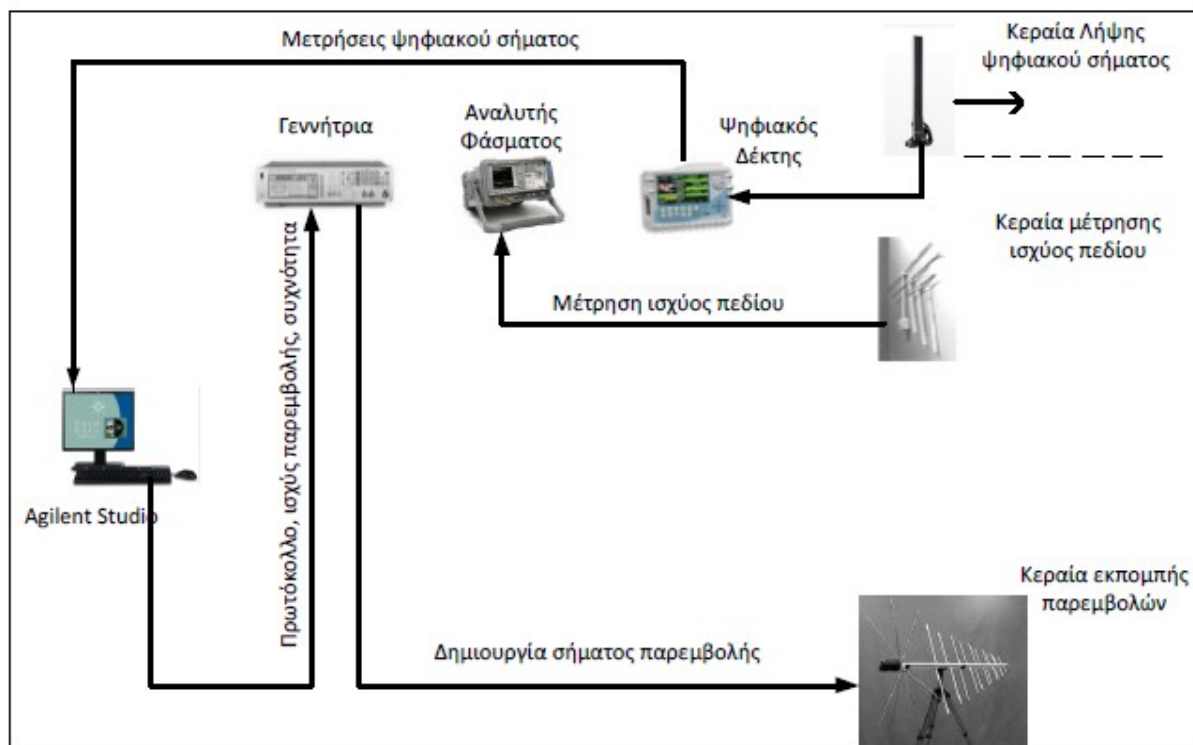 Μετρήσεις ψηφιακού σήματος
Κεραία Λήψης
ψηφιακού σήματος
Γεννήτρια
Αναλυτής
Φάσματος
Ψηφιακός
Δέκτης
Κεραία μέτρησης
ισχύος πεδίου
Μέτρηση ισχύος πεδίου
Πρωτόκολλο, ισχύς παρεμβολής, συχνότητα
Agilent Studio
Κεραία εκπομπής
παρεμβολών
Δημιουργία σήματος παρεμβολής